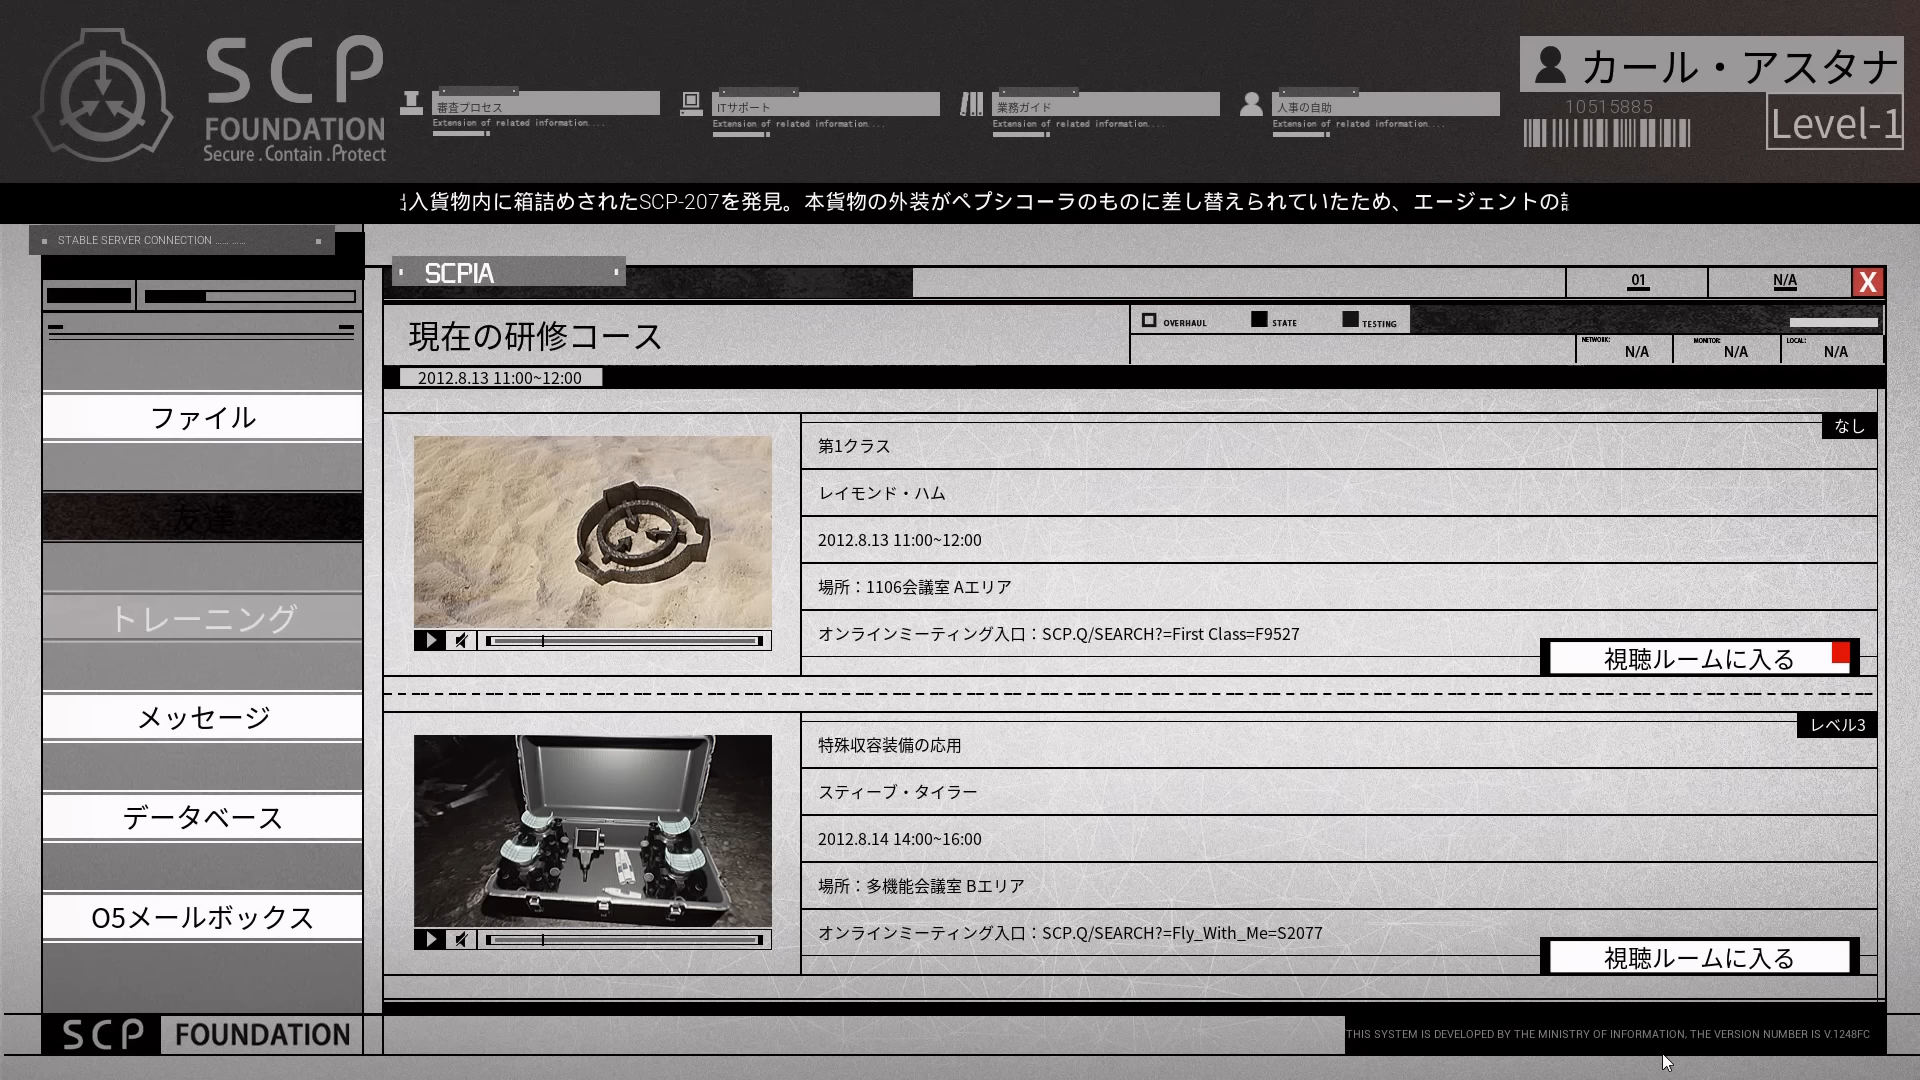 SCP
FOUNDATION
Secure . Contain . Protect
審査プロセス
Extension of related information....
ITサポート
Extension of related information....
業務ガイド
Extension of related information....
人事の自助
Extension of related information....
カール・アスタナ
10515885
Level-1
入貨物内に箱詰めされたSCP-207を発見。本貨物の外装がペプシコーラのものに差し替えられていたため、エージェントの
STABLE SERVER CONNECTION ...... ......
SCPIA
01
N/A
X
現在の研修コース
OVERHAUL
STATE
TESTING
NETWORK:
N/A
MONITOR:
N/A
LOCAL:
N/A
2012.8.13 11:00~12:00
ファイル
友達
トレーニング
メッセージ
データベース
O5メールボックス
なし
第1クラス
レイモンド・ハム
2012.8.13 11:00~12:00
場所：1106会議室 Aエリア
オンラインミーティング入口：SCP.Q/SEARCH?=First Class=F9527
視聴ルームに入る
レベル3
特殊収容装備の応用
スティーブ・タイラー
2012.8.14 14:00~16:00
場所：多機能会議室 Bエリア
オンラインミーティング入口：SCP.Q/SEARCH?=Fly_With_Me=S2077
視聴ルームに入る
SCP FOUNDATION
THIS SYSTEM IS DEVELOPED BY THE MINISTRY OF INFORMATION, THE VERSION NUMBER IS V.1248FC